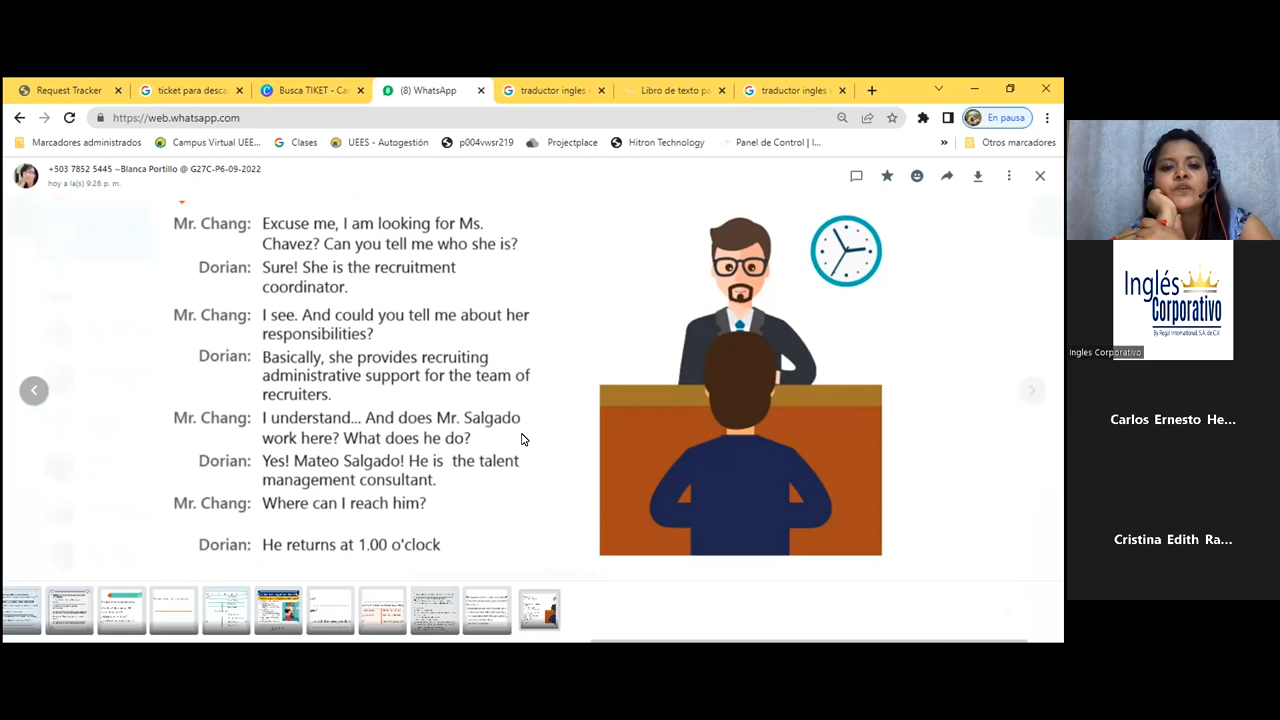 Request Tracker
ticket para desca
Busca TIKET - Ca
(8) WhatsApp
traductor ingles e
Libro de texto pa
traductor ingles e
https://web.whatsapp.com
En pausa
Marcadores administrados
Campus Virtual UEE...
Clases
UEES - Autogestión
p004vwsr219
Projectplace
Hitron Technology
Panel de Control | I...
»
Otros marcadores
+503 7852 5445 ~Blanca Portillo @ G27C-P6-09-2022
hoy a la(s) 9:26 p. m.
Mr. Chang: Excuse me, I am looking for Ms.
Chavez? Can you tell me who she is?
Dorian: Sure! She is the recruitment
coordinator.
Mr. Chang: I see. And could you tell me about her
responsibilities?
Dorian: Basically, she provides recruiting
administrative support for the team of
recruiters.
Mr. Chang: I understand... And does Mr. Salgado
work here? What does he do?
Dorian: Yes! Mateo Salgado! He is the talent
management consultant.
Mr. Chang: Where can I reach him?
Dorian: He returns at 1.00 o'clock
Inglés
Corporativo
By Regal International, S.A. de C.V.
Ingles Corporativo
Carlos Ernesto He...
Cristina Edith Ra...